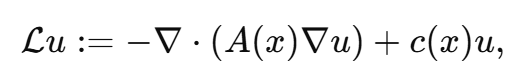 ℒu := −∇ · (A(x)∇u) + c(x)u,